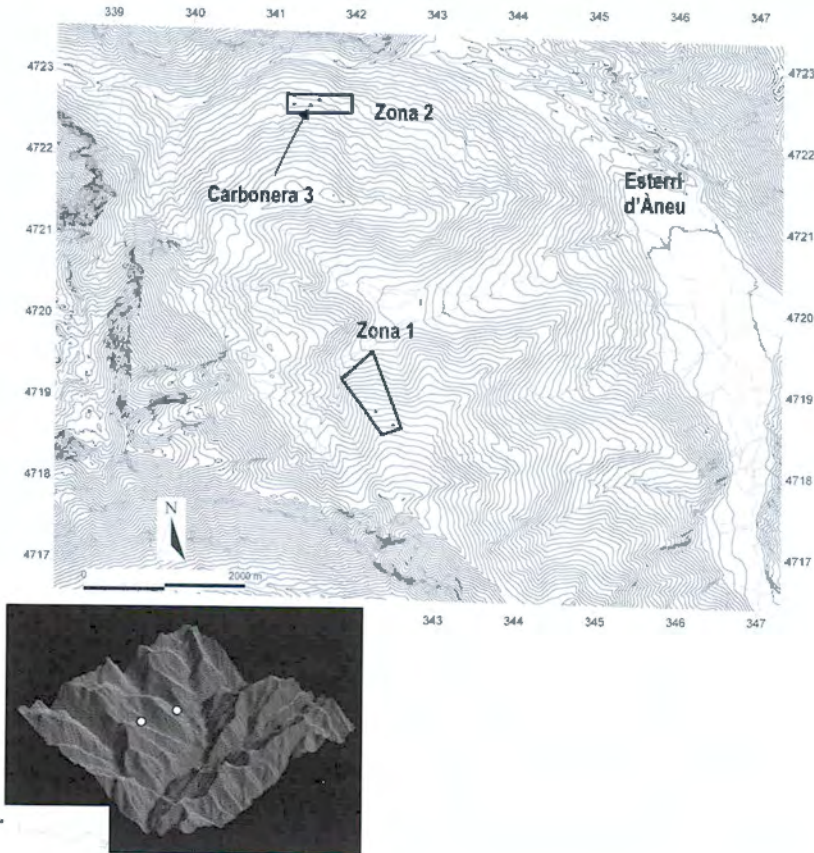 339 340 341 342 343 344 345 346 347
4723 4723
Zona 2
4722 4722
Carbonera 3
Esterri
d'Àneu
4721 4721
4720 4720
Zona 1
4719 4719
4718 4718
N
4717 4717
0 2000 m
343 344 345 346 347